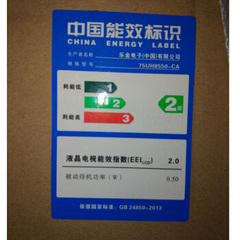 中国能效标识
CHINA ENERGY LABEL
生产者名称 乐金电子(中国)有限公司
规格型号 75UH8550-CA
耗能低 1
2 2级
耗能高 3
液晶电视能效指数(EEILCD) 2.0
被动待机功率（W） 0.50
依据国家标准：GB 24850-2013